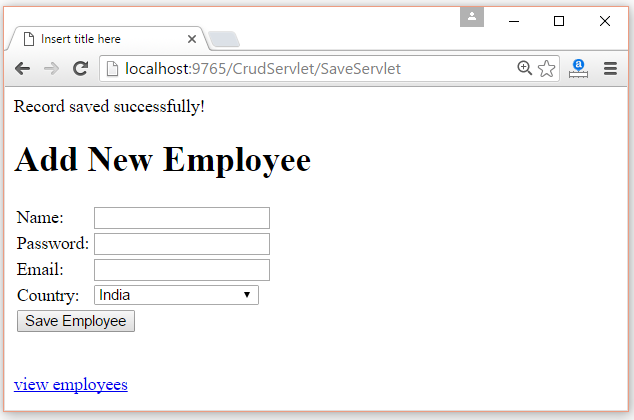 Insert title here
localhost:9765/CrudServlet/SaveServlet
a
Record saved successfully!
Add New Employee
Name:
Password:
Email:
Country: India
Save Employee
view employees